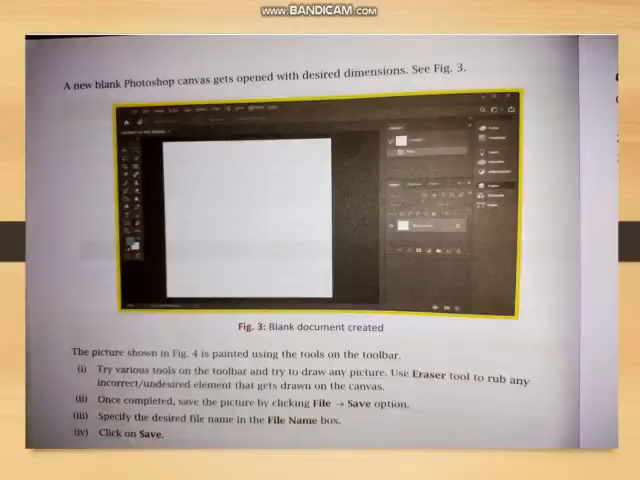 WWW.BANDICAM.COM
A new blank Photoshop canvas gets opened with desired dimensions. See Fig. 3.
Fig. 3: Blank document created
The picture shown in Fig. 4 is painted using the tools on the toolbar.
(i) Try various tools on the toolbar and try to draw any picture. Use Eraser tool to rub any
incorrect/undesired element that gets drawn on the canvas.
(ii) Once completed, save the picture by clicking File → Save option.
(iii) Specify the desired file name in the File Name box.
(iv) Click on Save.